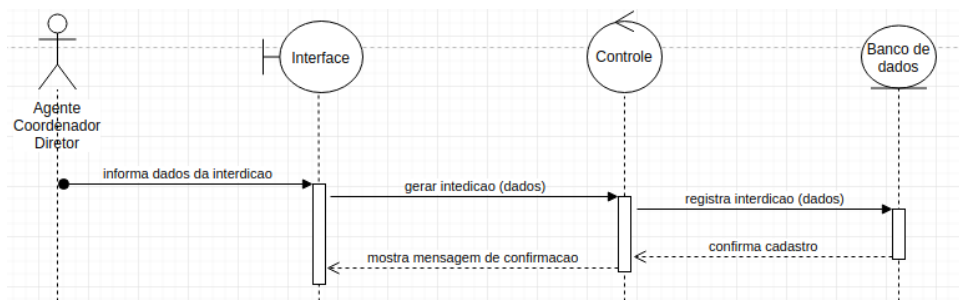 Interface
Controle
Banco de
dados
Agente
Coordenador
Diretor
informa dados da interdicao
gerar intedicao (dados)
registra interdicao (dados)
confirma cadastro
mostra mensagem de confirmacao